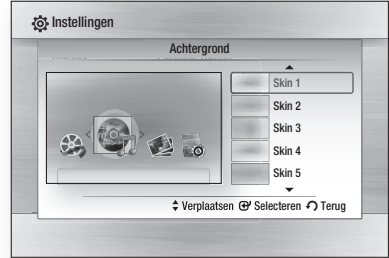 Instellingen
Achtergrond
Skin 1
Skin 2
Skin 3
Skin 4
Skin 5
Verplaatsen Selecteren Terug